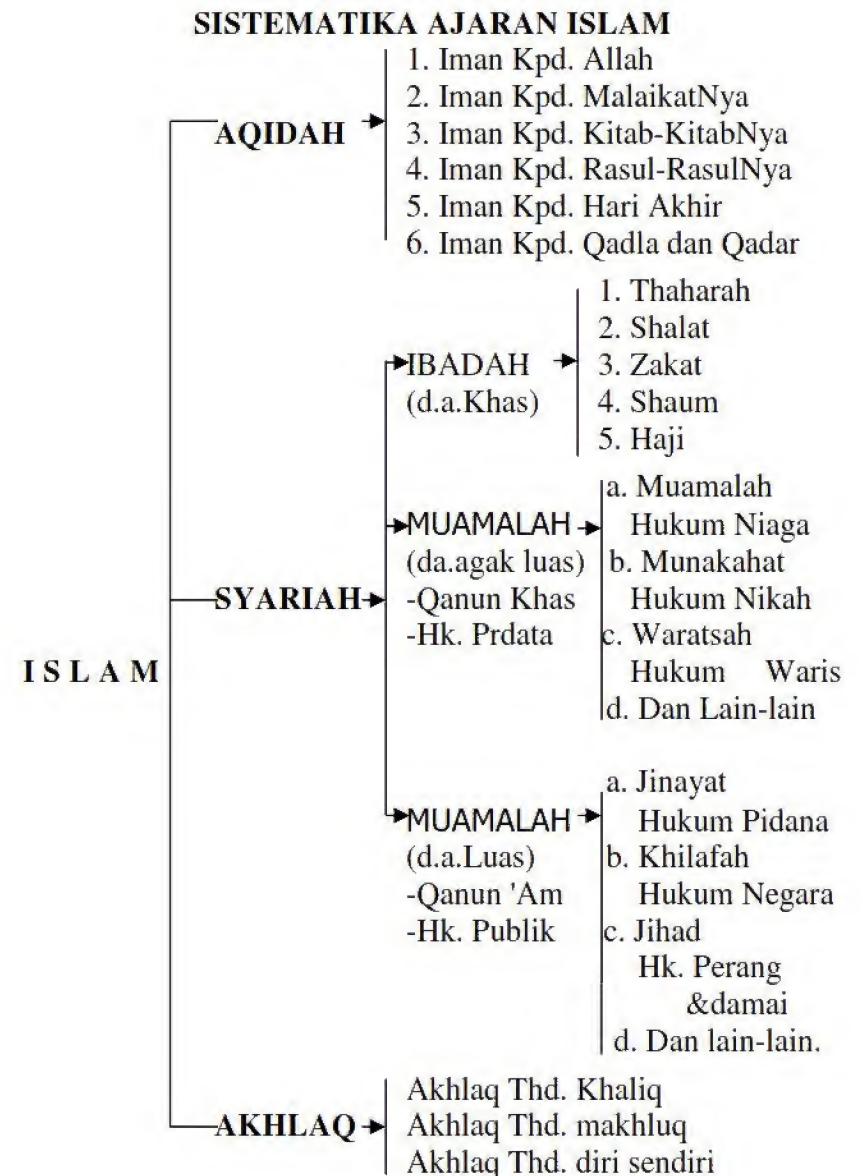 SISTEMATIKA AJARAN ISLAM
1. Iman Kpd. Allah
2. Iman Kpd. MalaikatNya
AQIDAH
3. Iman Kpd. Kitab-KitabNya
4. Iman Kpd. Rasul-RasulNya
5. Iman Kpd. Hari Akhir
6. Iman Kpd. Qadla dan Qadar
ISLAM
SYARIAH
IBADAH
(d.a.Khas)
1. Thaharah
2. Shalat
3. Zakat
4. Shaum
5. Haji
MUAMALAH
(da.agak luas)
-Qanun Khas
-Hk. Prdata
a. Muamalah
Hukum Niaga
b. Munakahat
Hukum Nikah
c. Waratsah
Hukum Waris
d. Dan Lain-lain
MUAMALAH
(d.a.Luas)
-Qanun 'Am
-Hk. Publik
a. Jinayat
Hukum Pidana
b. Khilafah
Hukum Negara
c. Jihad
Hk. Perang
&damai
d. Dan lain-lain.
AKHLAQ
Akhlaq Thd. Khaliq
Akhlaq Thd. makhluq
Akhlaq Thd. diri sendiri